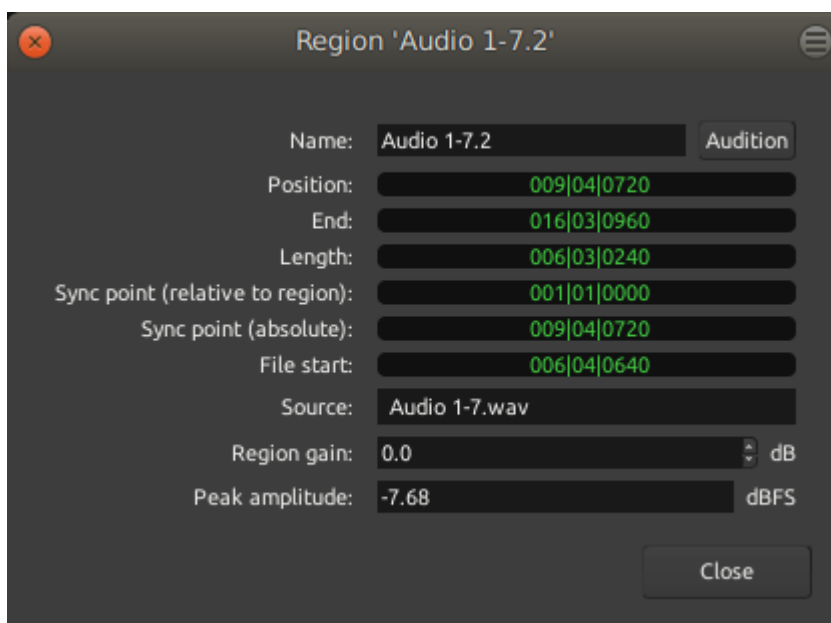 Region 'Audio 1-7.2'
Name: Audio 1-7.2 Audition
Position: 009|04|0720
End: 016|03|0960
Length: 006|03|0240
Sync point (relative to region): 001|01|0000
Sync point (absolute): 009|04|0720
File start: 006|04|0640
Source: Audio 1-7.wav
Region gain: 0.0 dB
Peak amplitude: -7.68 dBFS
Close